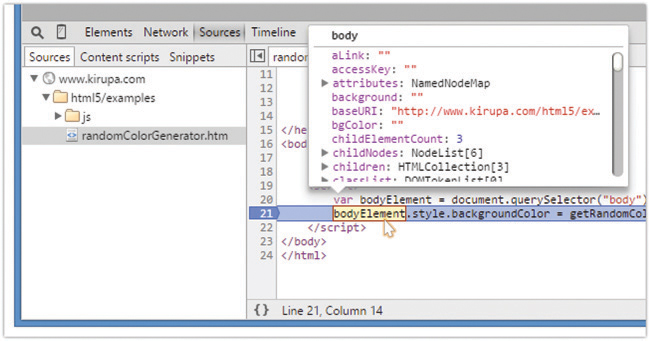 Elements Network Sources Timeline
body
Sources Content scripts Snippets
www.kirupa.com
html5/examples
js
randomColorGenerator.htm
aLink: ""
accessKey: ""
attributes: NamedNodeMap
background: ""
baseURI: "http://www.kirupa.com/html5/ex…
bgColor: ""
childElementCount: 3
childNodes: NodeList[6]
children: HTMLCollection[3]
classList: DOMTokenList[0]
11
12
13
14
15 </he
16 <bod
17
18
19
20 var bodyElement = document.querySelector("body")
21 bodyElement.style.backgroundColor = getRandomCol
22 </script>
23 </body>
24 </html>
{} Line 21, Column 14